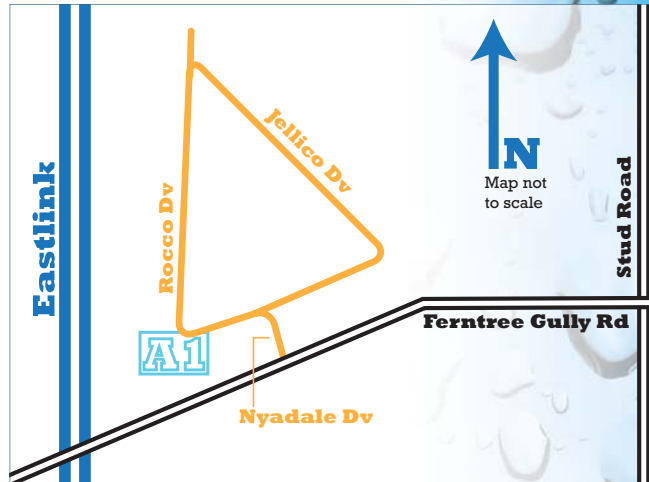 Jellico Dv
N
Map not
to scale
Eastlink
Rocco Dv
Stud Road
Ferntree Gully Rd
A1
Nyadale Dv